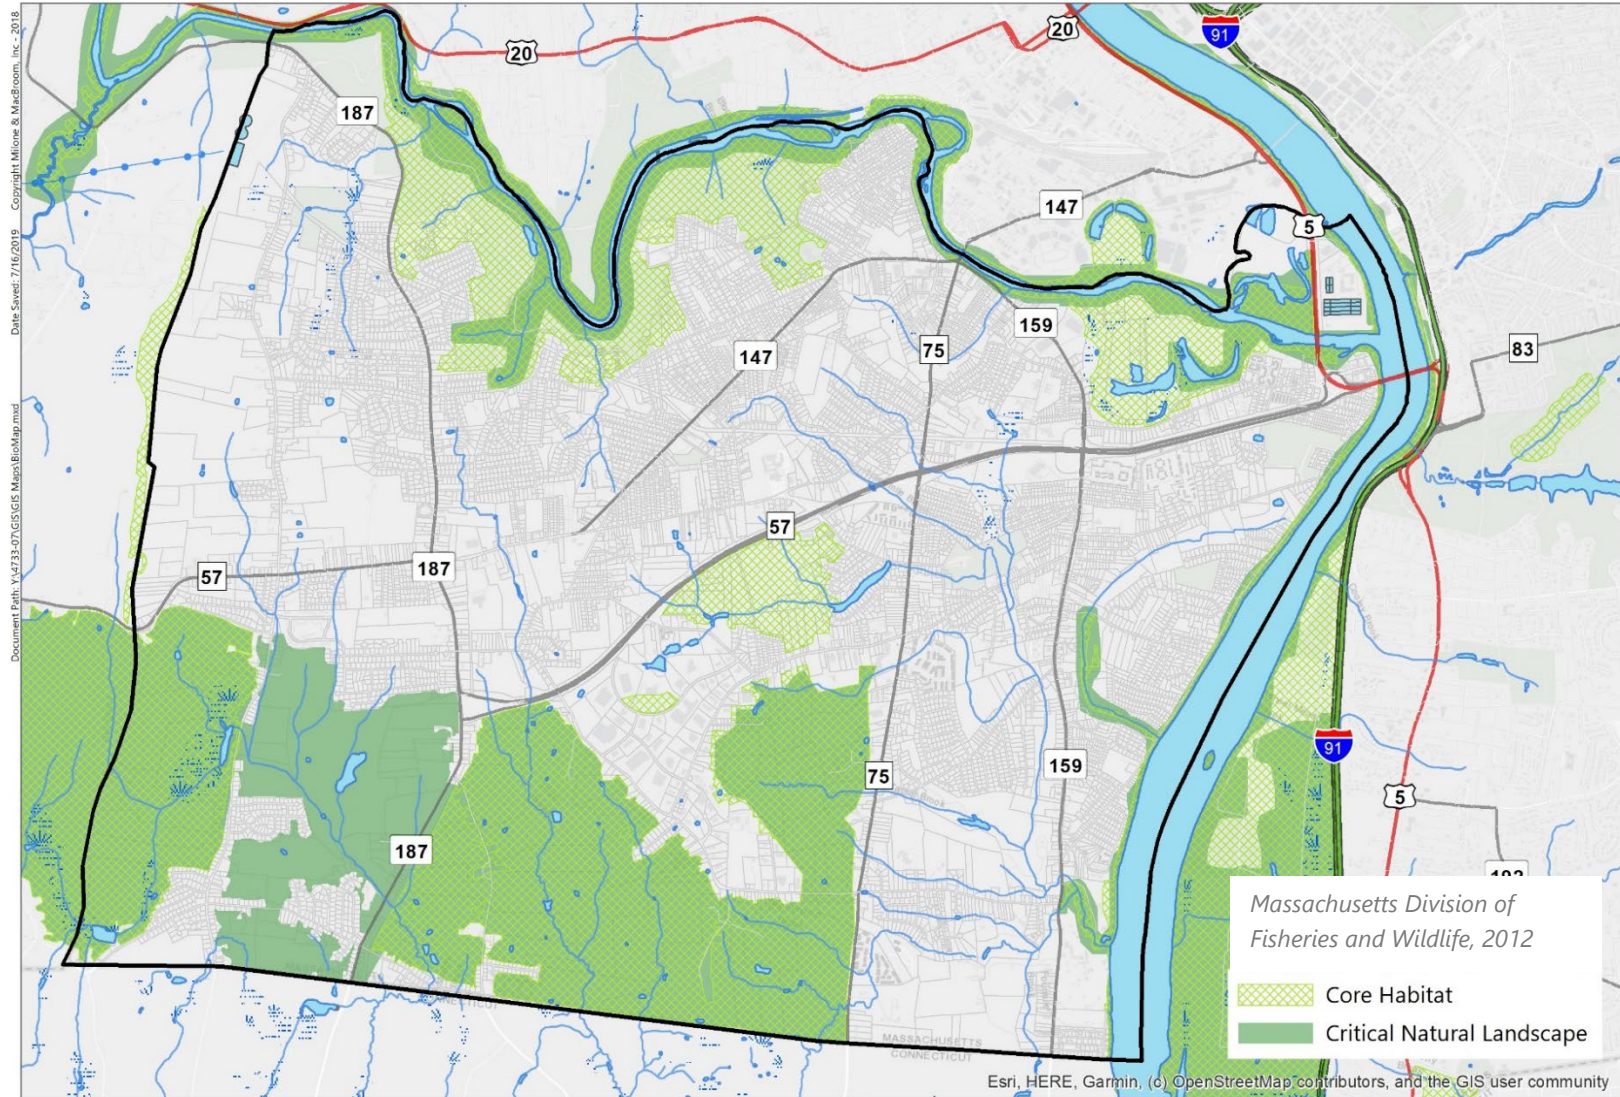 Copyright Milone & MacBroom, Inc - 2018
Date Saved: 7/16/2019
Document Path: Y:\4733-07\GIS\GIS Maps\BioMap.mxd
20
20
91
187
147
5
159
75
147
83
57
57
187
91
159
75
5
187
Massachusetts Division of
Fisheries and Wildlife, 2012
Core Habitat
Critical Natural Landscape
MASSACHUSETTS
CONNECTICUT
Esri, HERE, Garmin, (c) OpenStreetMap contributors, and the GIS user community